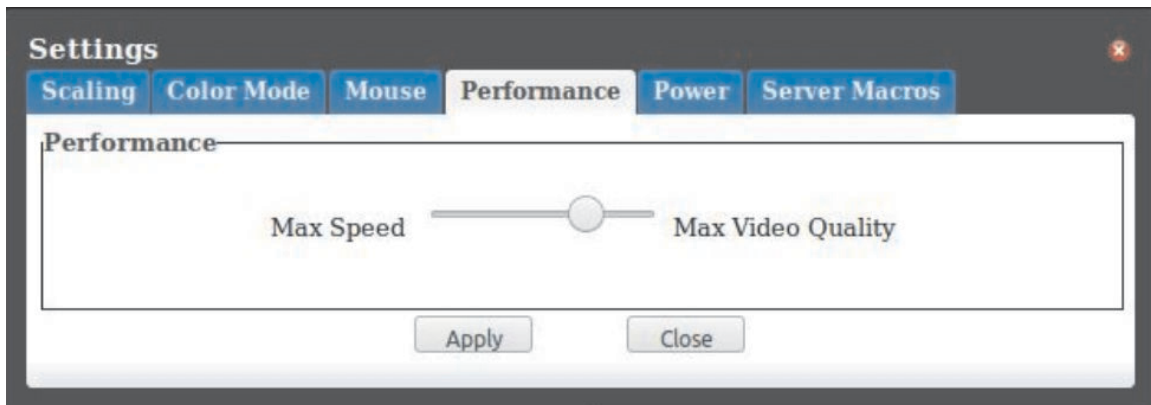 Settings
Scaling Color Mode Mouse Performance Power Server Macros
Performance
Max Speed Max Video Quality
Apply Close